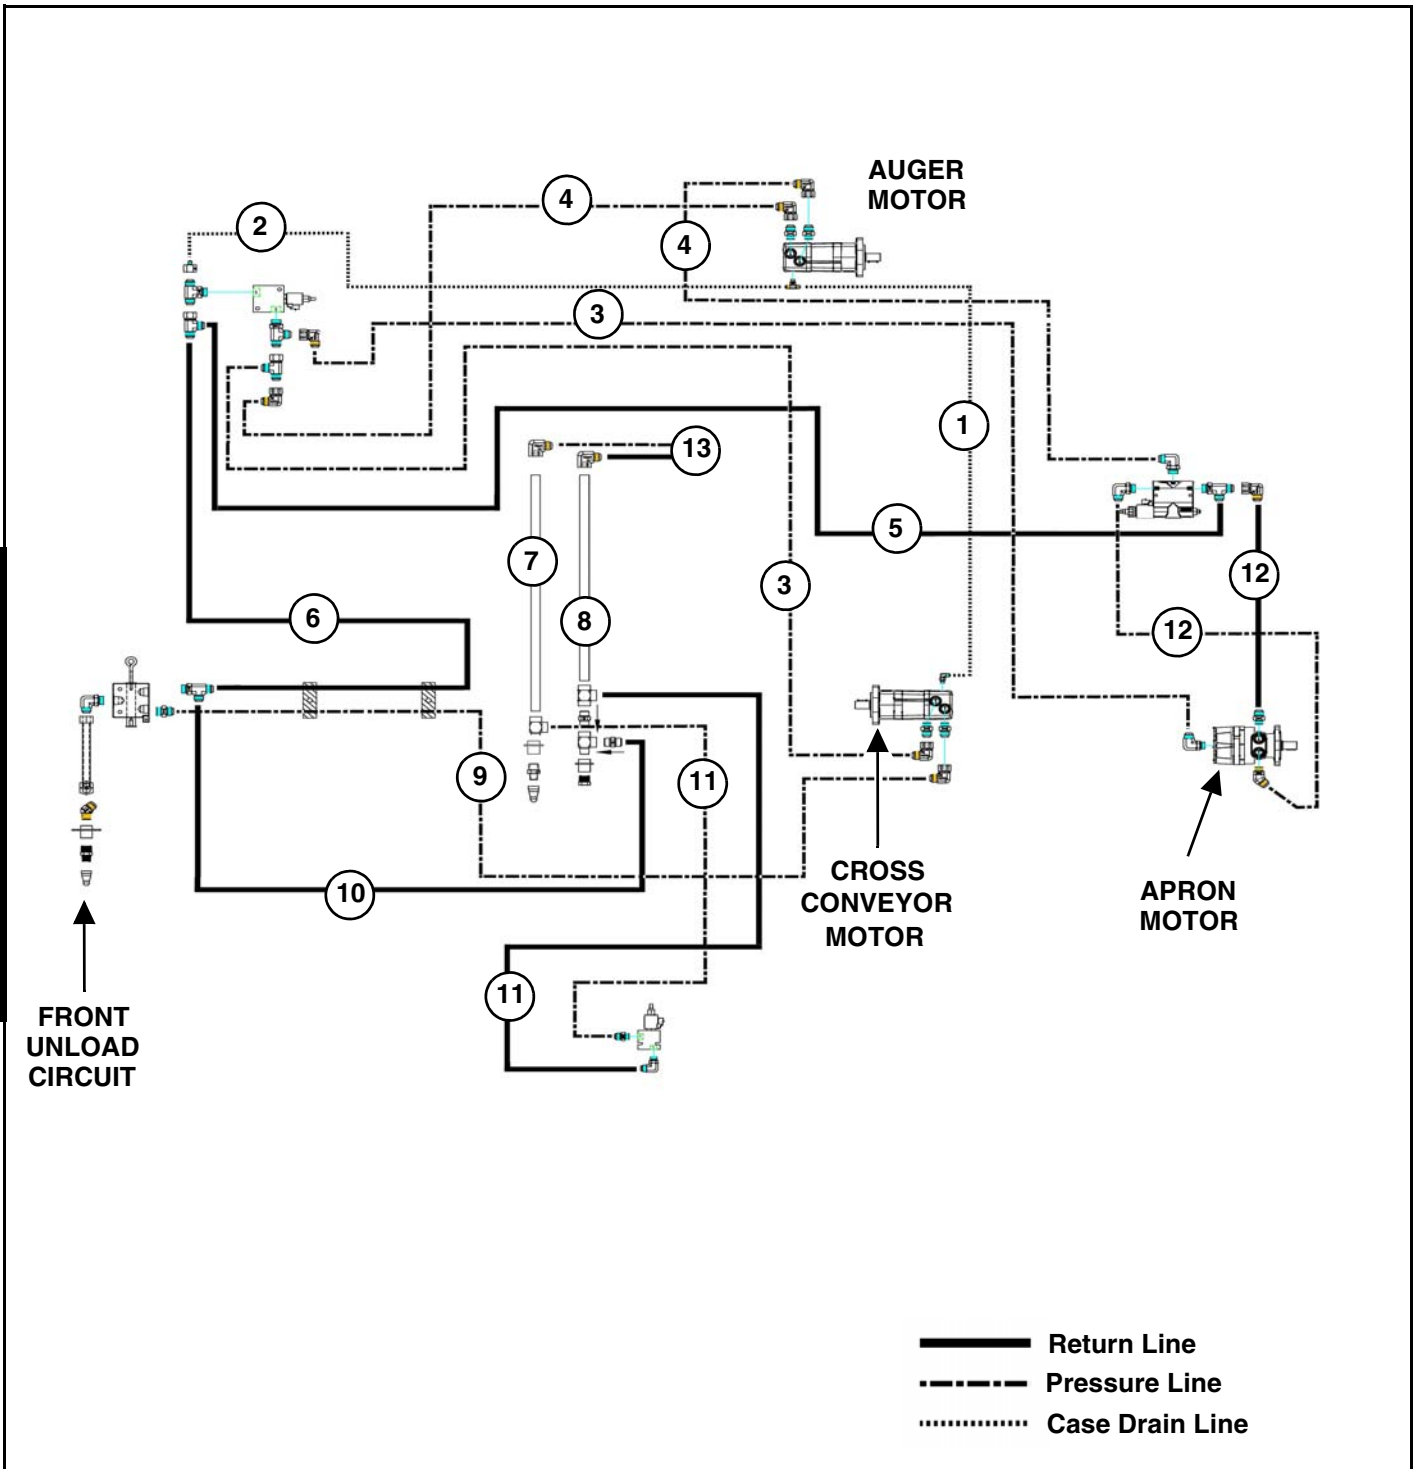 AUGER
MOTOR
4
2
4
3
1
13
5
7
12
3
6
8
12
9
11
CROSS
CONVEYOR
MOTOR
APRON
MOTOR
10
11
FRONT
UNLOAD
CIRCUIT
Return Line
Pressure Line
Case Drain Line